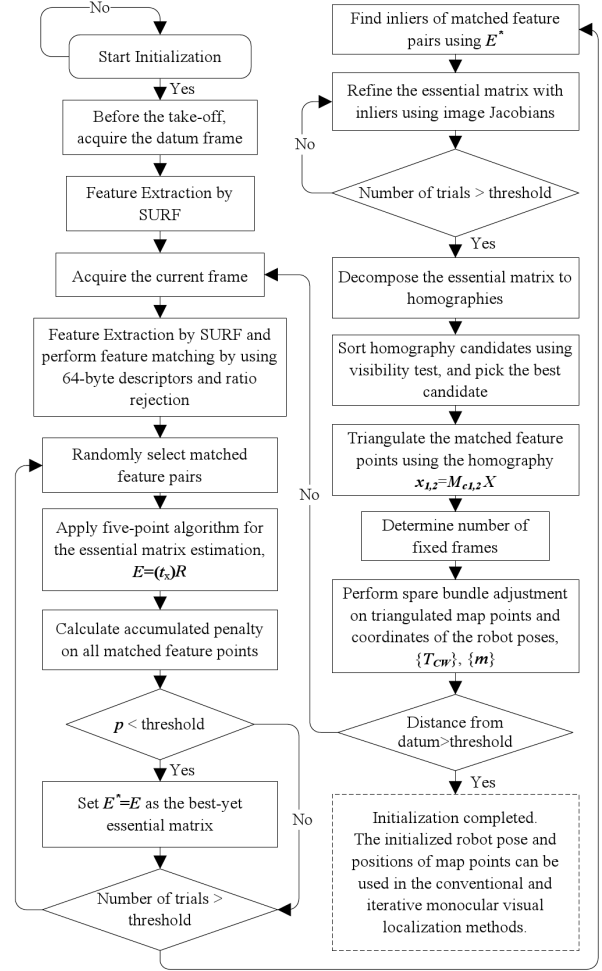 No
Start Initialization
Yes
Before the take-off,
acquire the datum frame
Feature Extraction by
SURF
Acquire the current frame
Feature Extraction by SURF and
perform feature matching by using
64-byte descriptors and ratio
rejection
Randomly select matched
feature pairs
Apply five-point algorithm for
the essential matrix estimation,
E=(tₓ)R
Calculate accumulated penalty
on all matched feature points
p < threshold
Yes
No
Set E*=E as the best-yet
essential matrix
Number of trials >
threshold
Find inliers of matched feature
pairs using E*
Refine the essential matrix with
inliers using image Jacobians
No
Number of trials > threshold
Yes
Decompose the essential matrix to
homographies
Sort homography candidates using
visibility test, and pick the best
candidate
Triangulate the matched feature
points using the homography
x1,2=Mc1,2X
No
Determine number of
fixed frames
Perform spare bundle adjustment
on triangulated map points and
coordinates of the robot poses,
{TCW}, {m}
Distance from
datum>threshold
Yes
Initialization completed.
The initialized robot pose and
positions of map points can be
used in the conventional and
iterative monocular visual
localization methods.